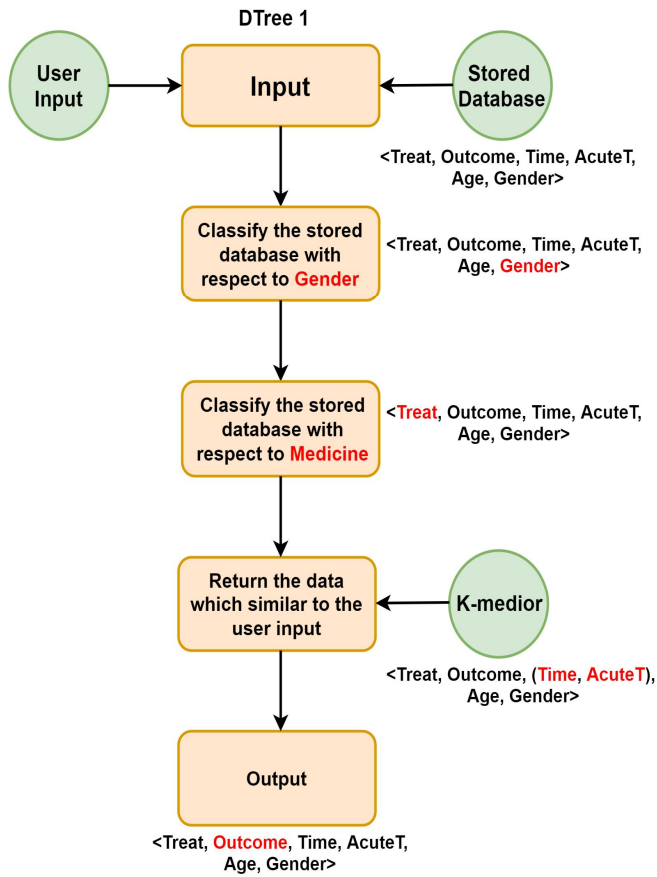 DTree 1
User
Input
Input
Stored
Database
<Treat, Outcome, Time, AcuteT,
Age, Gender>
Classify the stored
database with
respect to Gender
<Treat, Outcome, Time, AcuteT,
Age, Gender>
Classify the stored
database with
respect to Medicine
<Treat, Outcome, Time, AcuteT,
Age, Gender>
Return the data
which similar to the
user input
K-medior
<Treat, Outcome, (Time, AcuteT),
Age, Gender>
Output
<Treat, Outcome, Time, AcuteT,
Age, Gender>